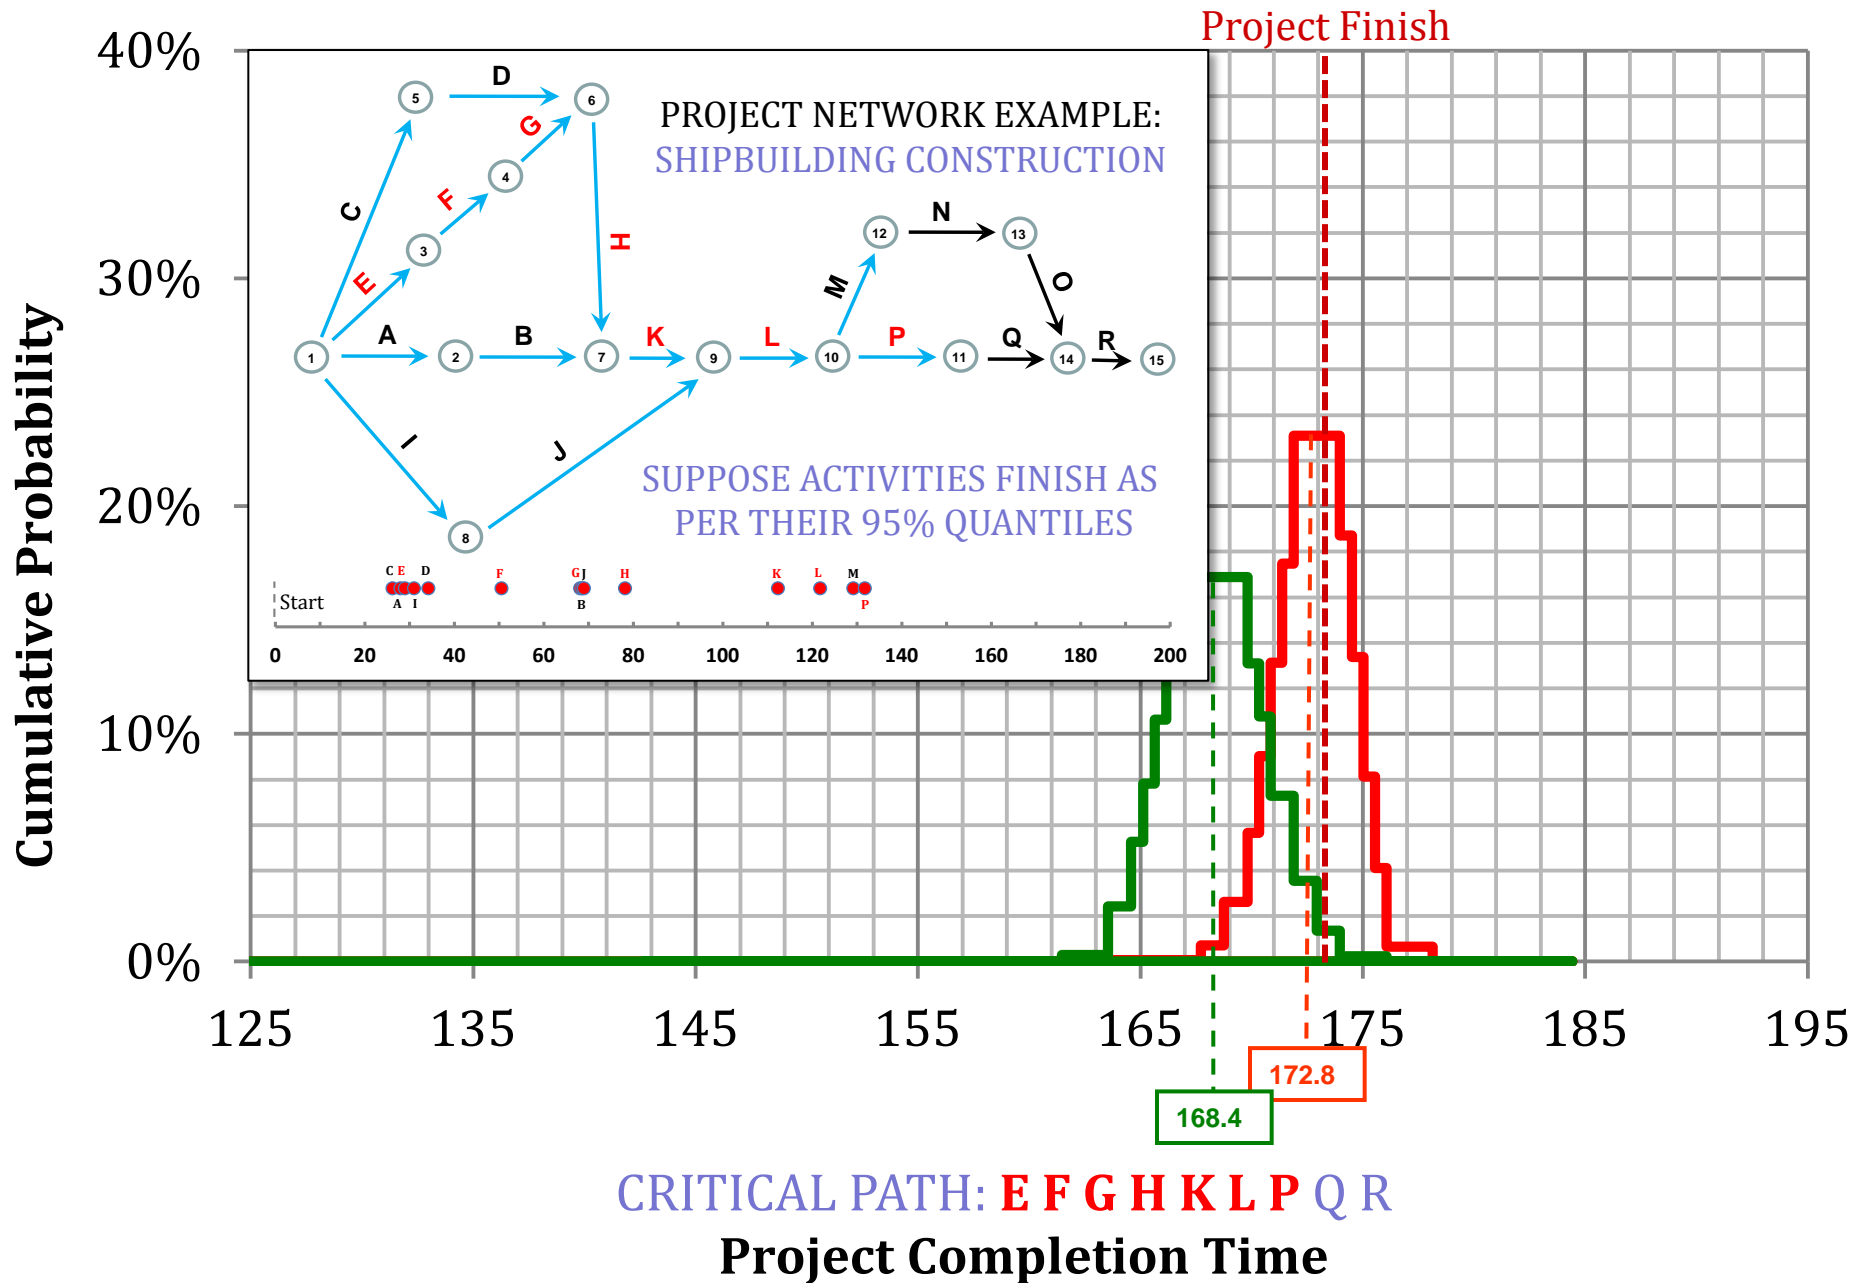 Project Finish
40%
30%
20%
10%
0%
Cumulative Probability
PROJECT NETWORK EXAMPLE:
SHIPBUILDING CONSTRUCTION
5
D
6
G
4
C
F
H
3
E
12
N
13
M
O
1
A
2
B
7
K
9
L
10
P
11
Q
14
R
15
I
J
8
SUPPOSE ACTIVITIES FINISH AS
PER THEIR 95% QUANTILES
C E D F G J H K L M
A I B P
Start
0 20 40 60 80 100 120 140 160 180 200
125 135 145 155 165 175 185 195
172.8
168.4
CRITICAL PATH: E F G H K L P Q R
Project Completion Time